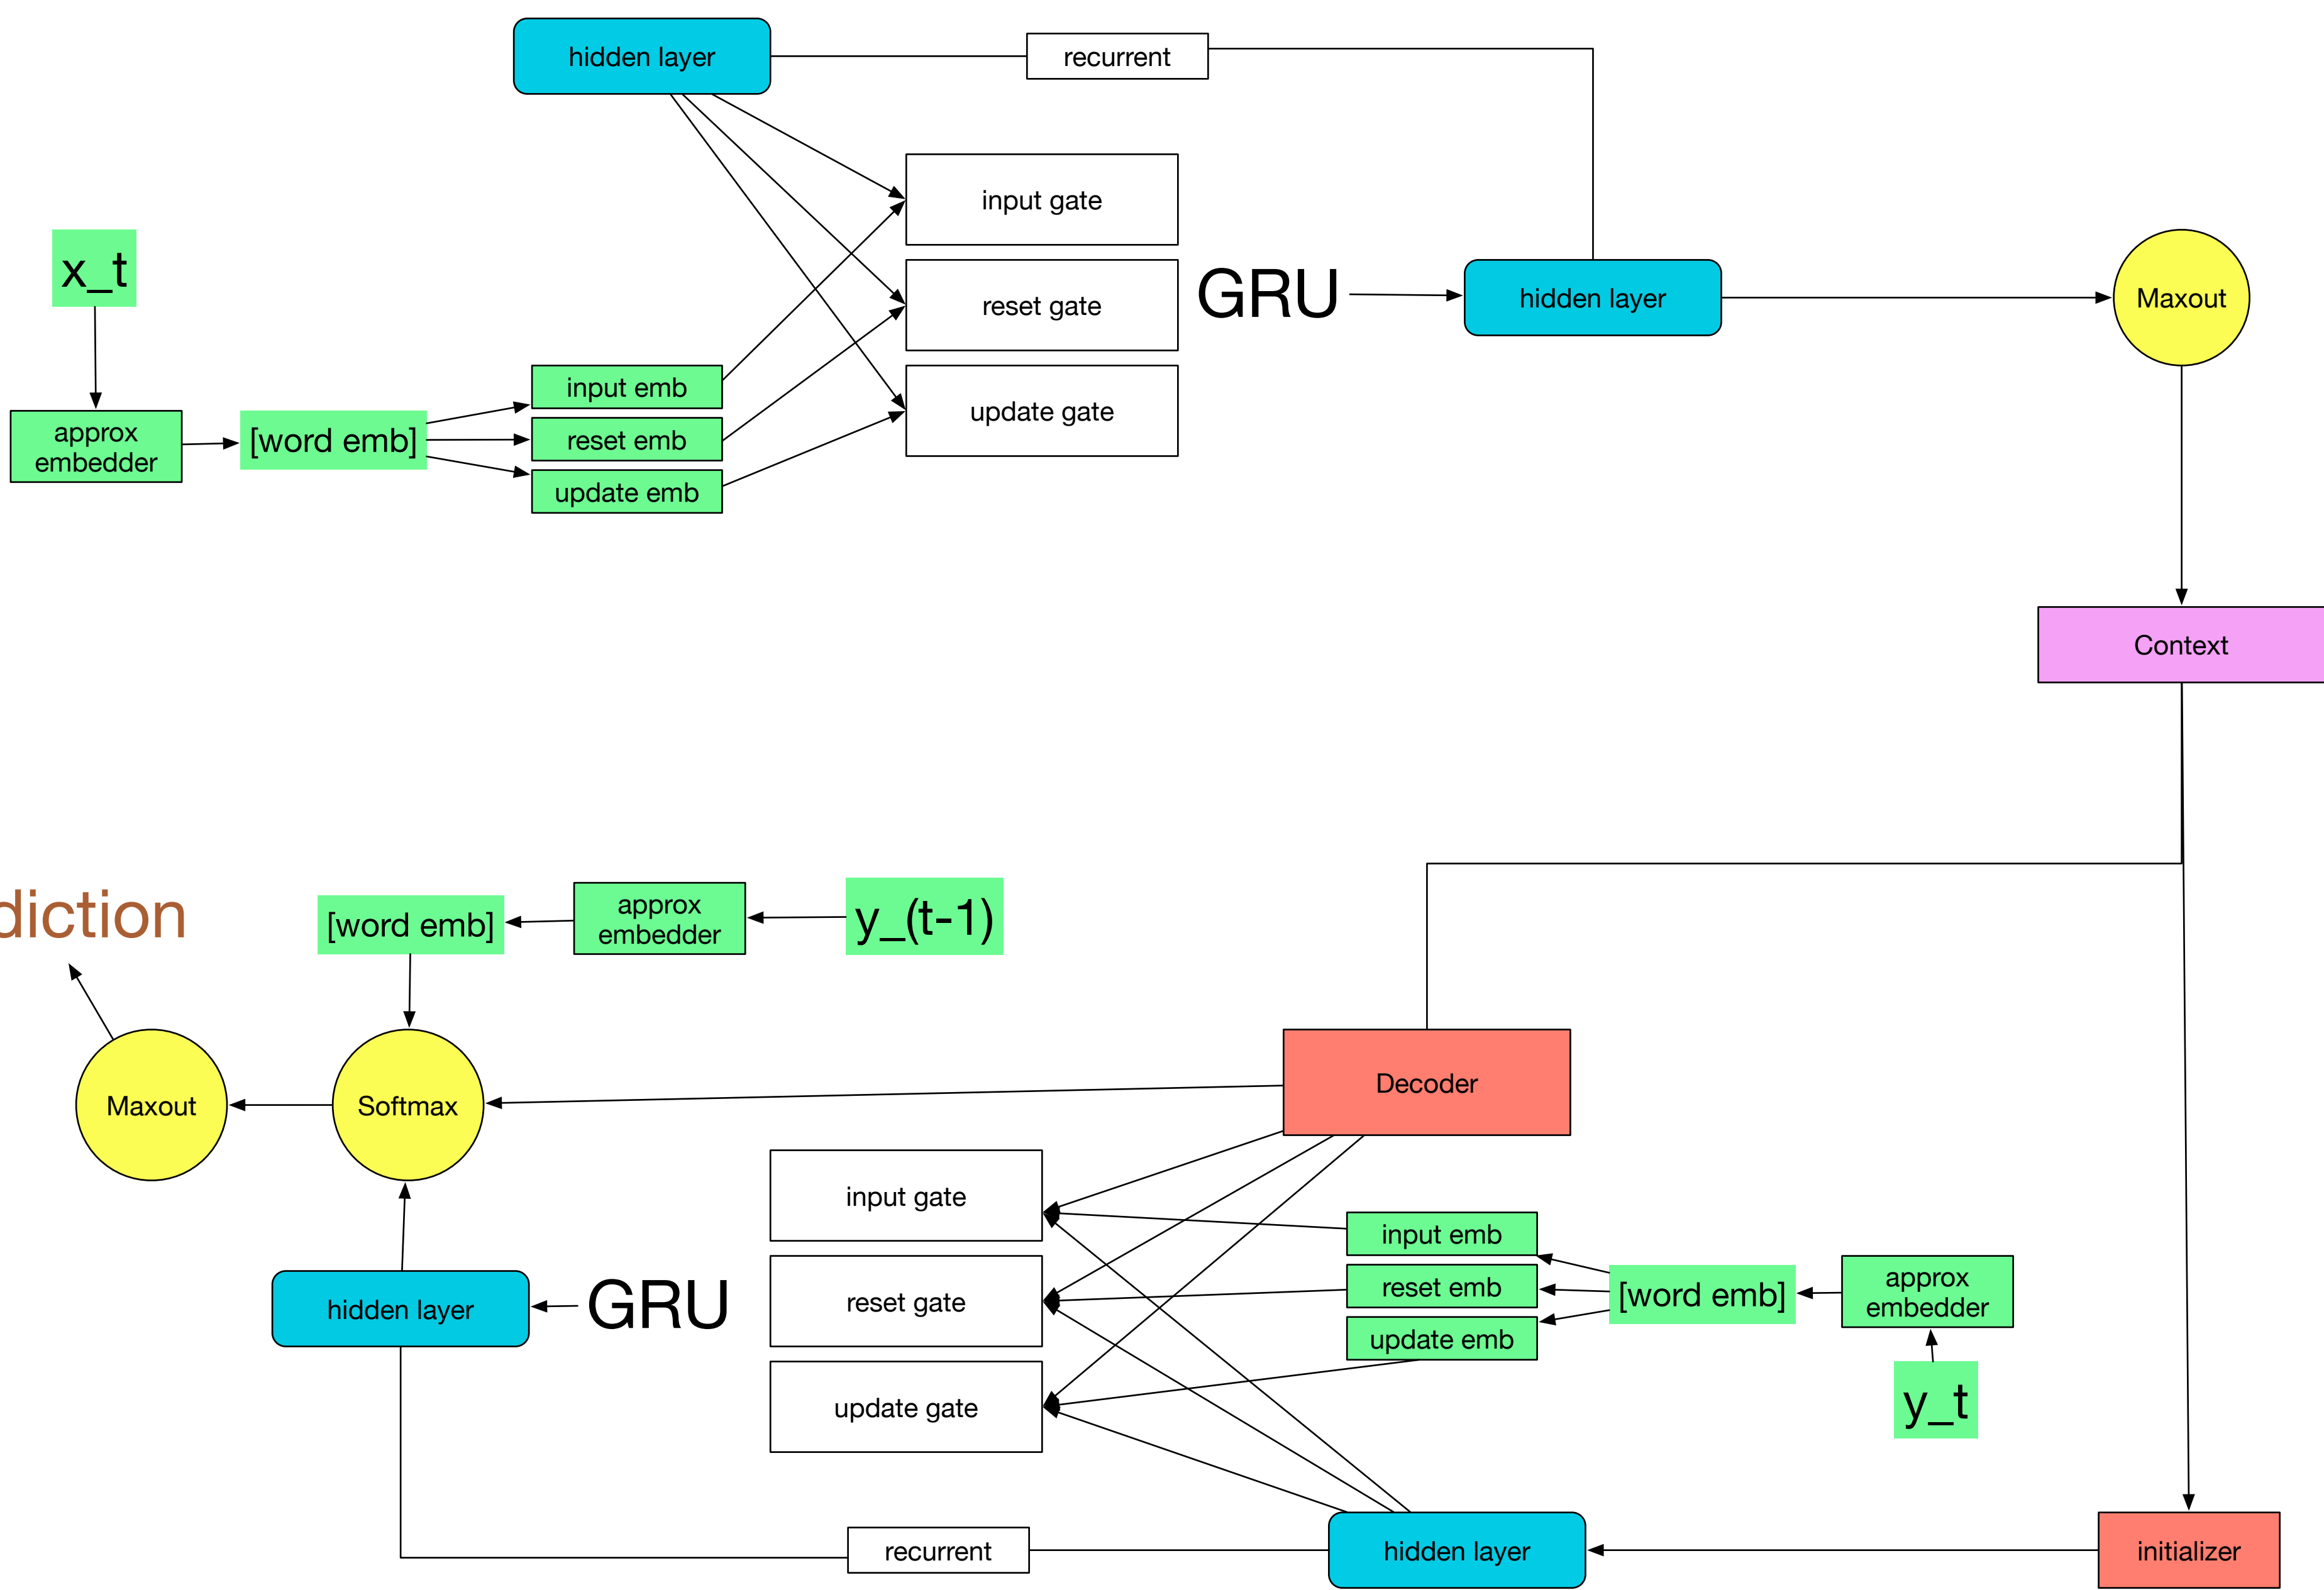 hidden layer
recurrent
input gate
x_t
reset gate
GRU
hidden layer
Maxout
input emb
approx
embedder
[word emb]
reset emb
update gate
update emb
Context
diction
[word emb]
approx
embedder
y_(t-1)
Maxout
Softmax
Decoder
input gate
input emb
hidden layer
GRU
reset gate
reset emb
[word emb]
approx
embedder
update emb
update gate
y_t
recurrent
hidden layer
initializer